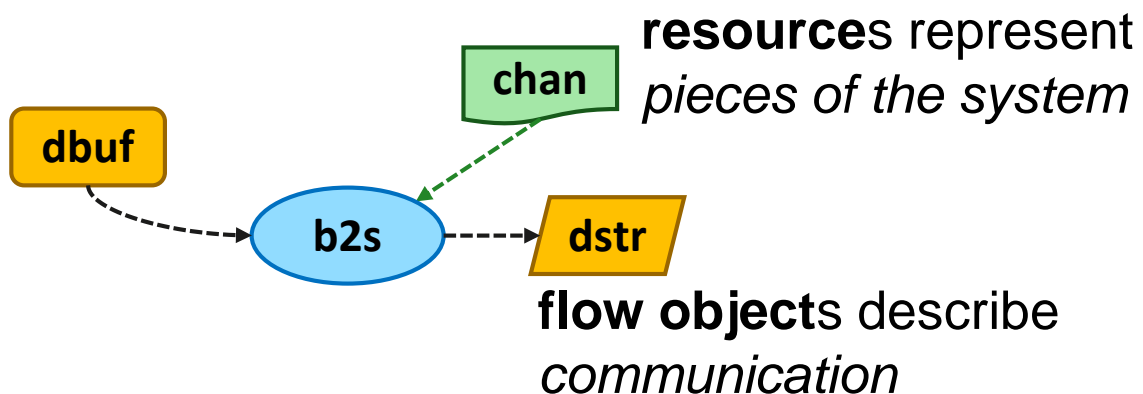 resources represent
pieces of the system
chan
dbuf
b2s
dstr
flow objects describe
communication